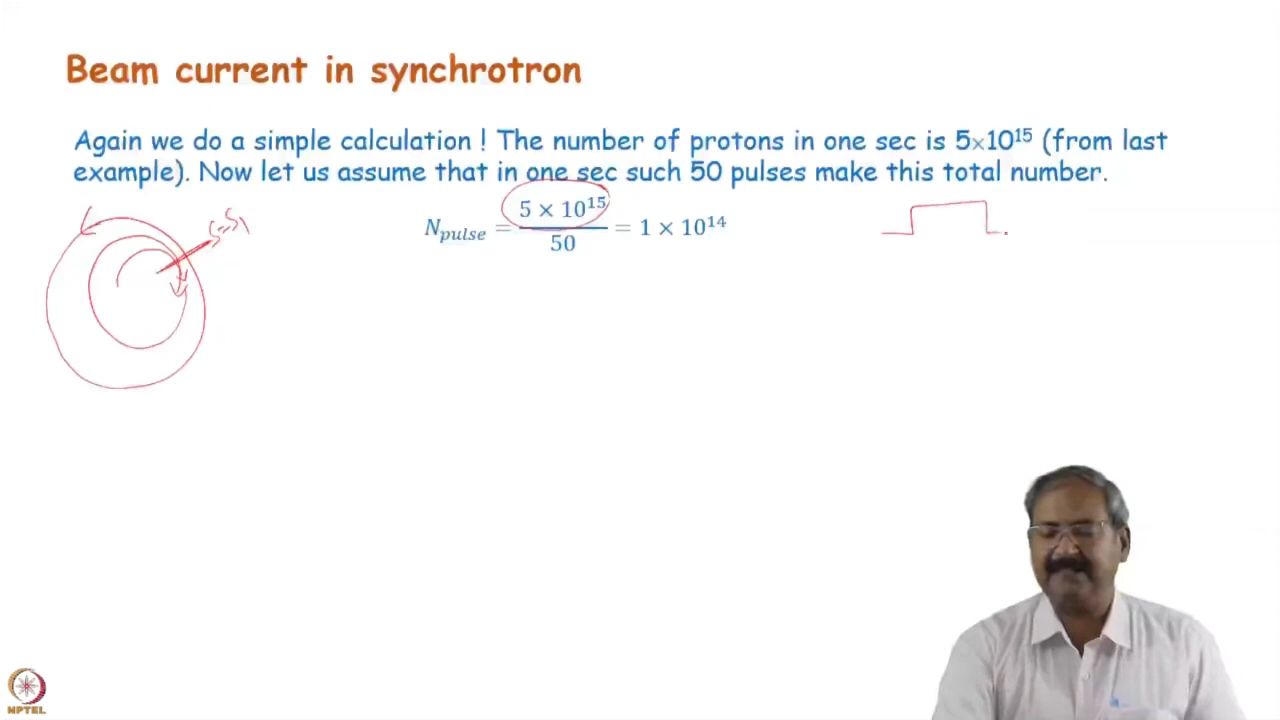 Beam current in synchrotron
Again we do a simple calculation ! The number of protons in one sec is 5×10¹⁵ (from last
example). Now let us assume that in one sec such 50 pulses make this total number.
N_pulse = (5 × 10¹⁵)/50 = 1 × 10¹⁴
NPTEL